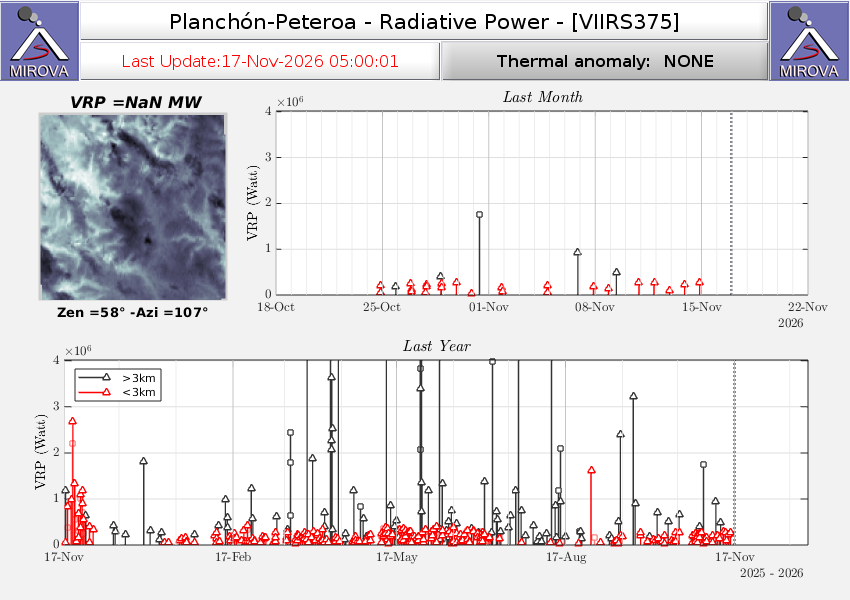 Planchón-Peteroa - Radiative Power - [VIIRS375]
MIROVA
Last Update:17-Nov-2026 05:00:01
Thermal anomaly: NONE
MIROVA
VRP =NaN MW
Zen =58° -Azi =107°
Last Month
×10⁶
VRP (Watt)
4
3
2
1
0
18-Oct
25-Oct
01-Nov
08-Nov
15-Nov
22-Nov
2026
Last Year
×10⁶
VRP (Watt)
4
3
2
1
0
>3km
<3km
17-Nov
17-Feb
17-May
17-Aug
17-Nov
2025 - 2026